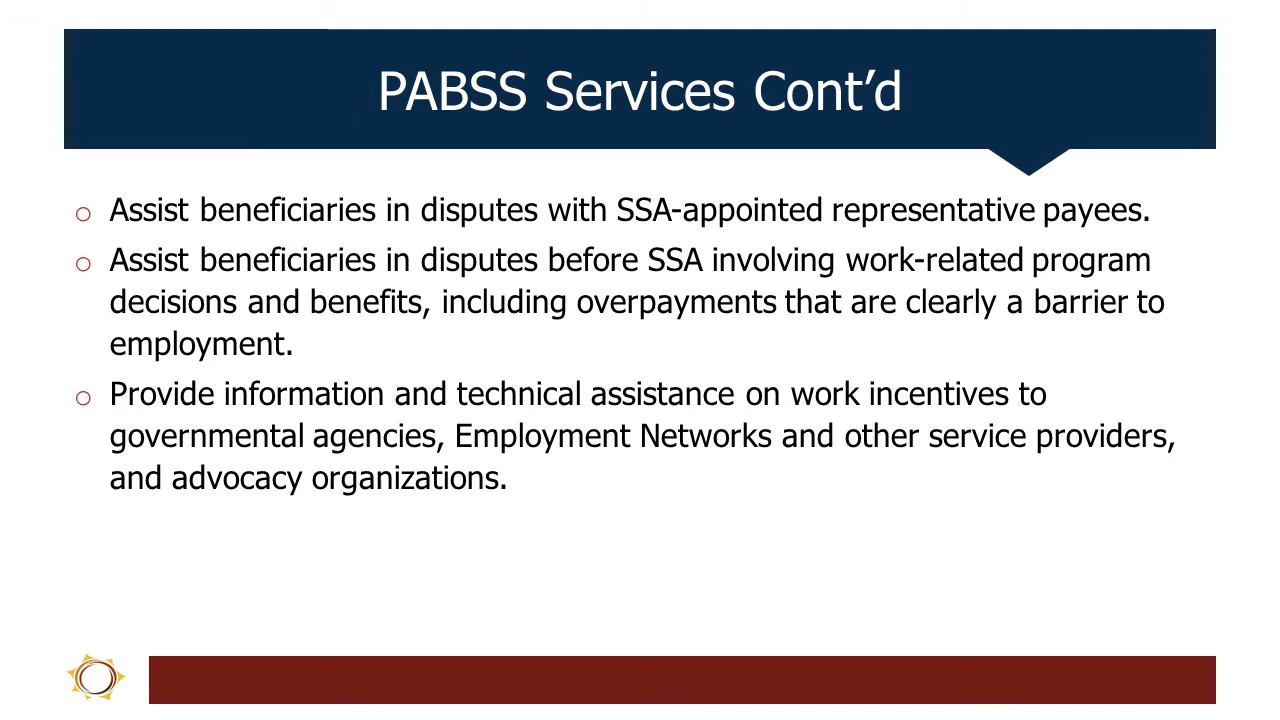 PABSS Services Cont’d
o Assist beneficiaries in disputes with SSA-appointed representative payees.
o Assist beneficiaries in disputes before SSA involving work-related program
decisions and benefits, including overpayments that are clearly a barrier to
employment.
o Provide information and technical assistance on work incentives to
governmental agencies, Employment Networks and other service providers,
and advocacy organizations.